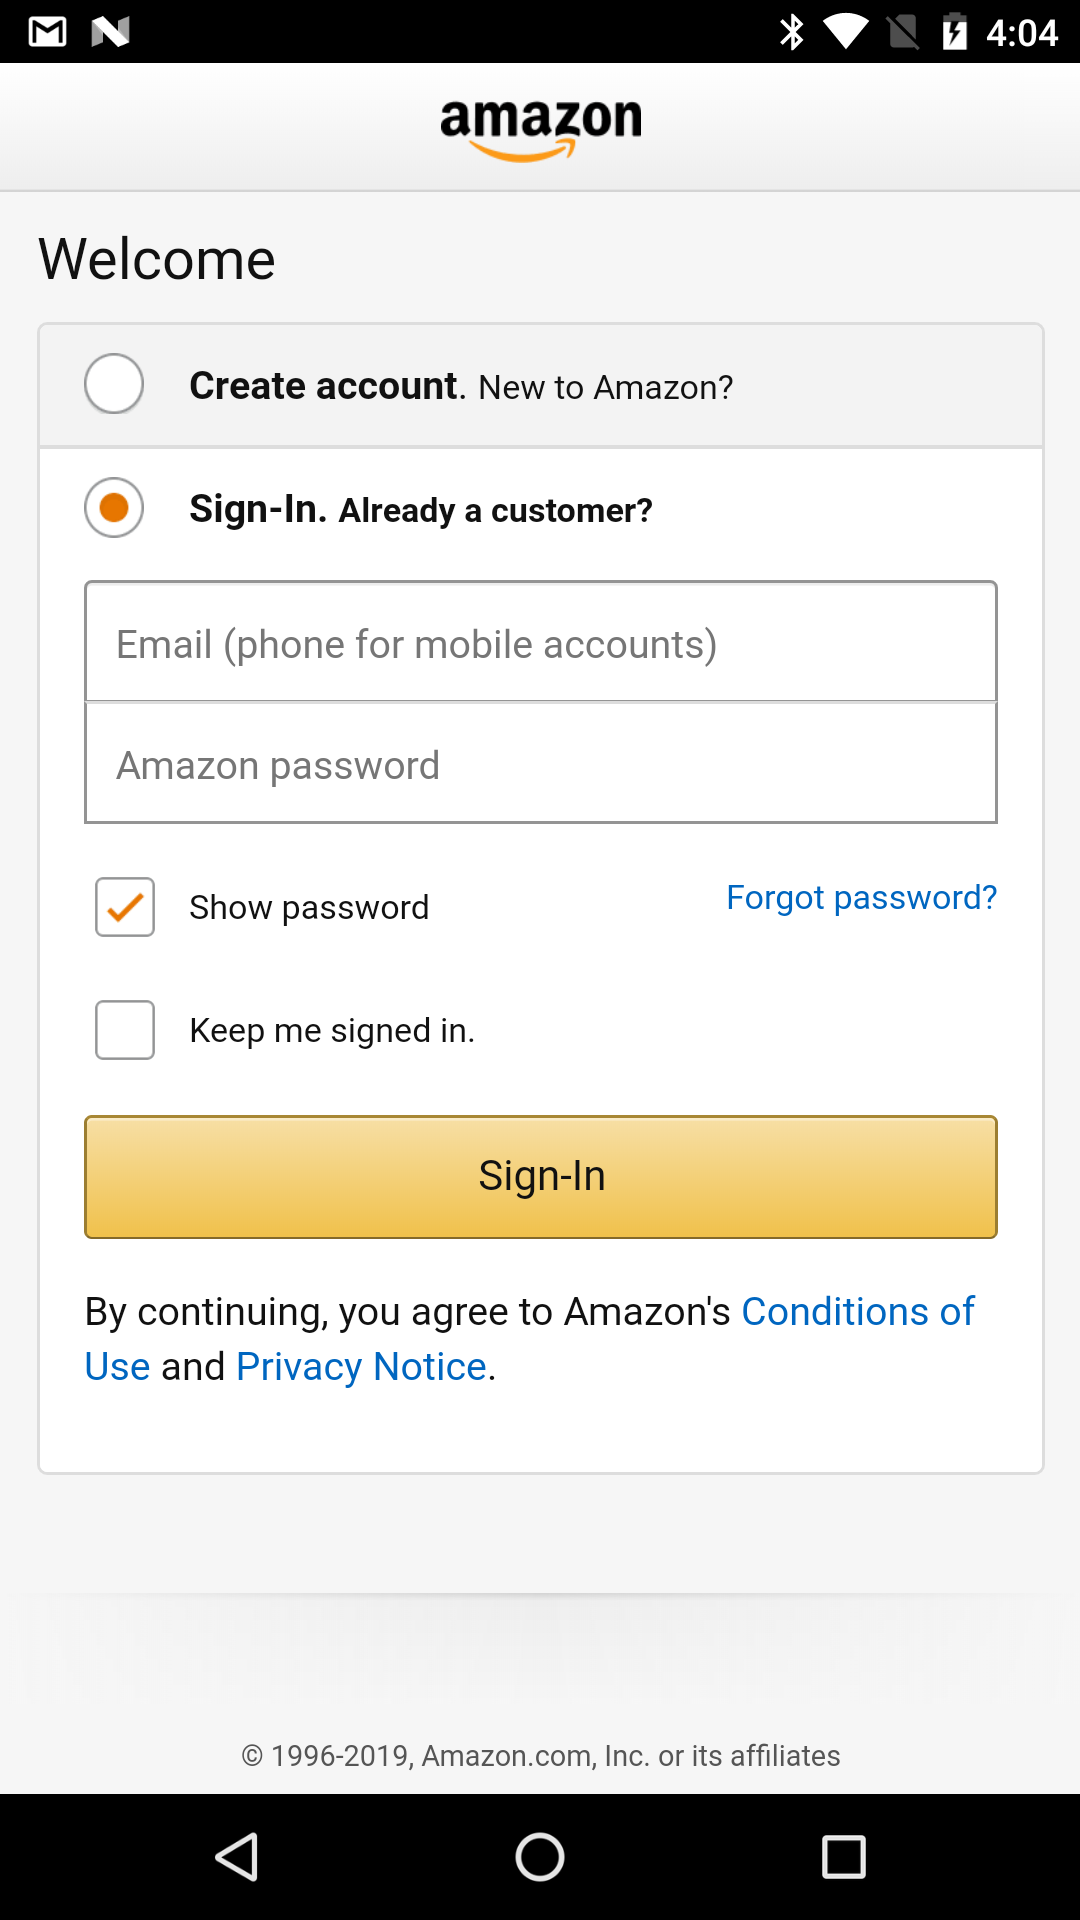 4:04
amazon
Welcome
Create account. New to Amazon?
Sign-In. Already a customer?
Email (phone for mobile accounts)
Amazon password
Show password
Forgot password?
Keep me signed in.
Sign-In
By continuing, you agree to Amazon's Conditions of
Use and Privacy Notice.
© 1996-2019, Amazon.com, Inc. or its affiliates